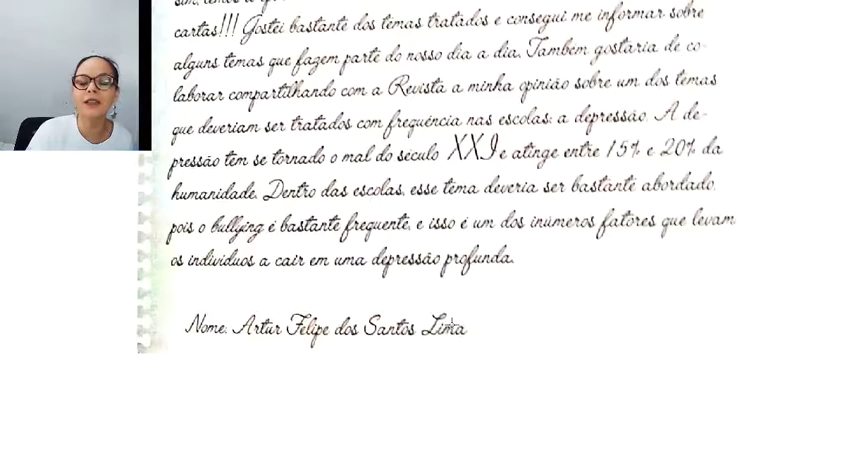 cartas!!! Gostei bastante dos temas tratados e consegui me informar sobre
alguns temas que fazem parte do nosso dia a dia. Também gostaria de co-
laborar compartilhando com a Revista a minha opinião sobre um dos temas
que deveriam ser tratados com frequência nas escolas: a depressão. A de-
pressão tem se tornado o mal do século XXI e atinge entre 15% e 20% da
humanidade. Dentro das escolas, esse tema deveria ser bastante abordado,
pois o bullying é bastante frequente, e isso é um dos inúmeros fatores que levam
os indivíduos a cair em uma depressão profunda.
Nome: Artur Felipe dos Santos Lima